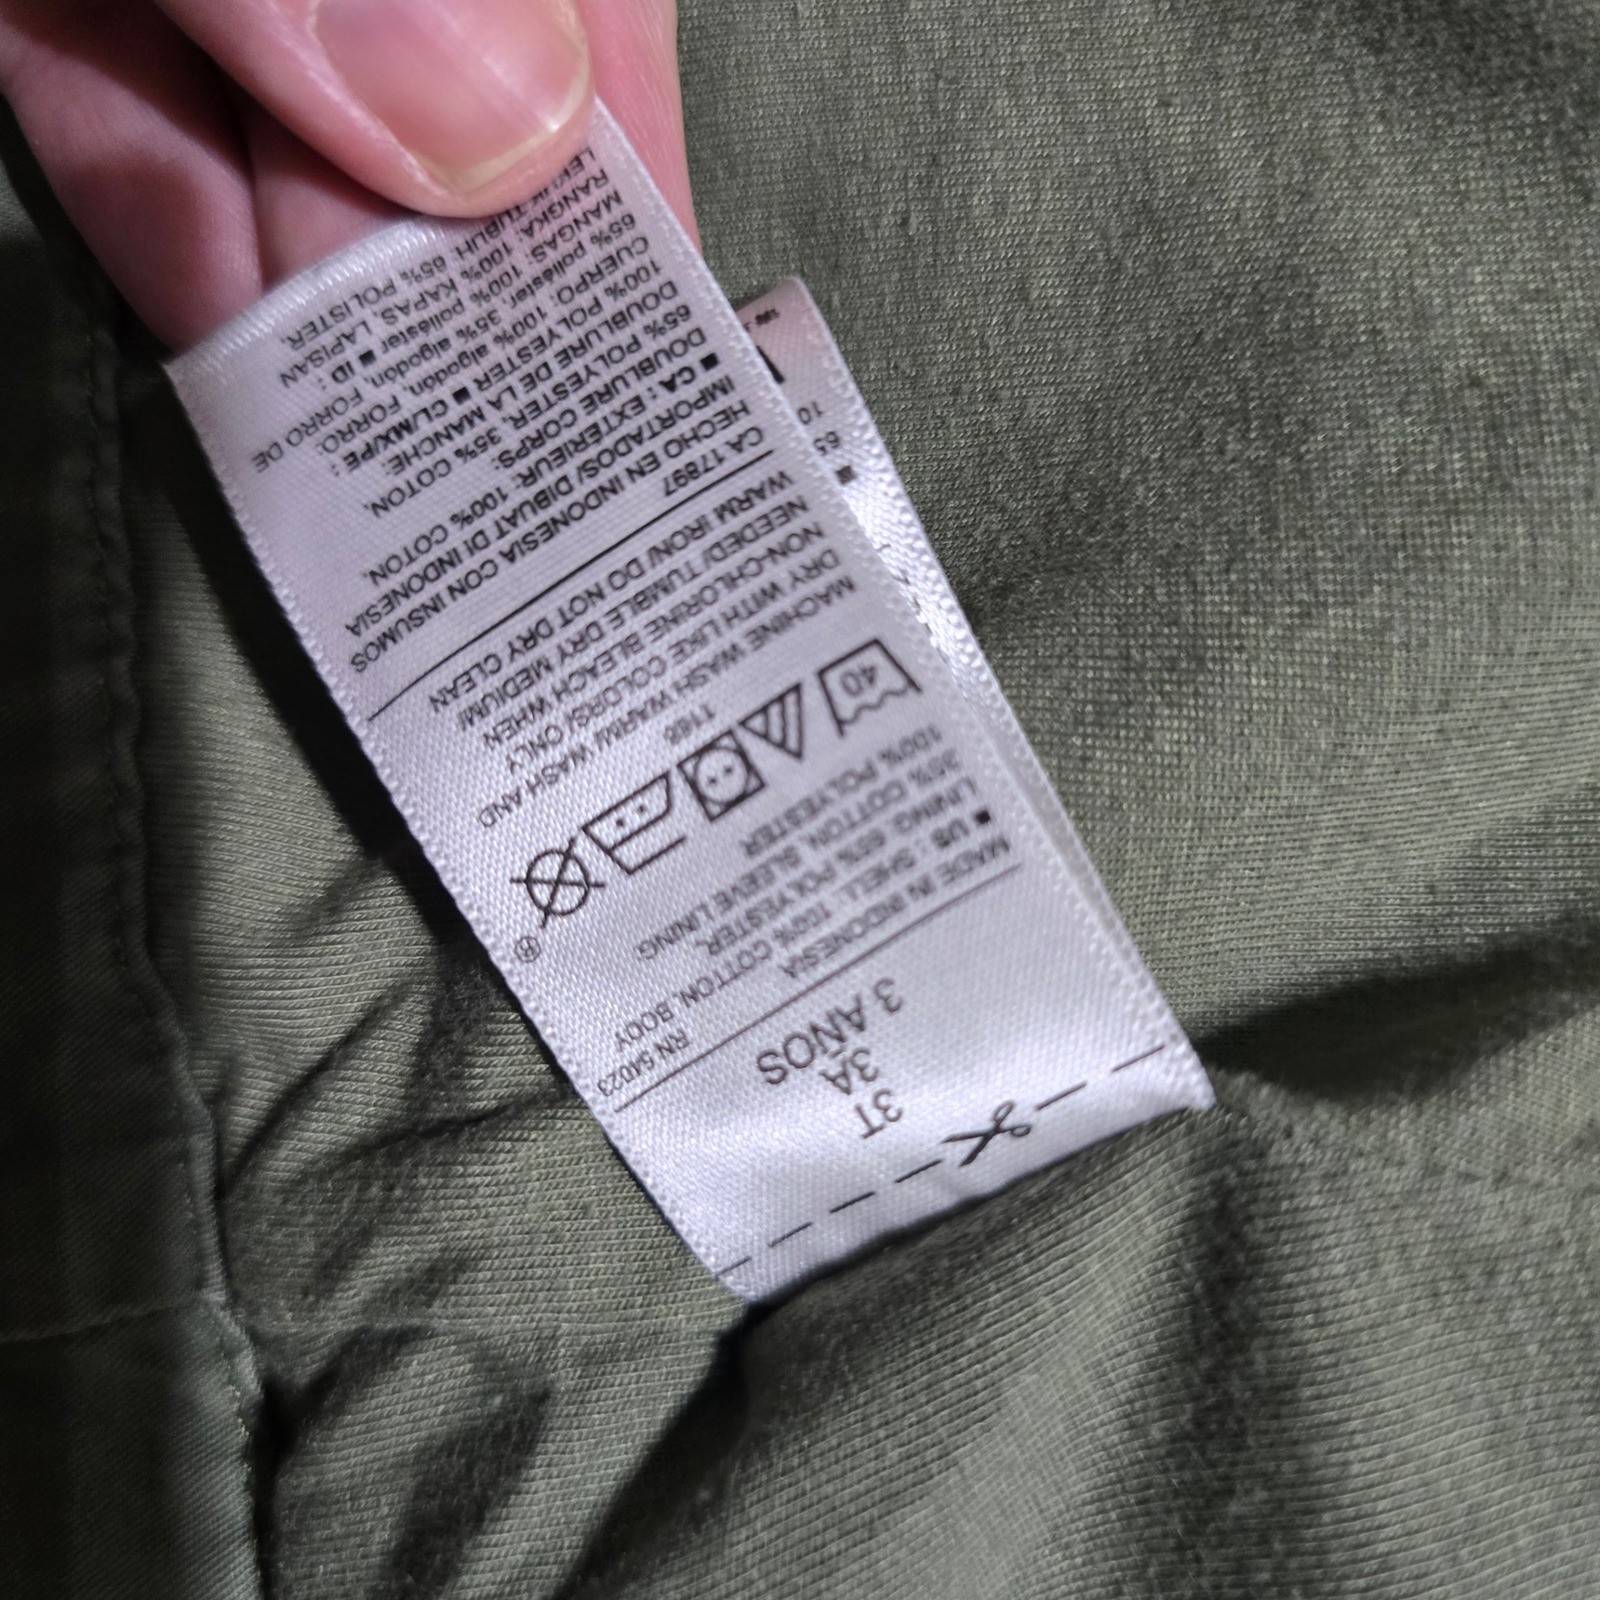 3T
3A
3 AÑOS
RN 54023
MADE IN INDONESIA
■ US : SHELL: 100% COTTON. BODY
LINING: 65% POLYESTER,
35% COTTON. SLEEVE LINING
100% POLYESTER
40
®
1168
MACHINE WASH WARM/ WASH AND
DRY WITH LIKE COLORS/ ONLY
NON-CHLORINE BLEACH WHEN
NEEDED/ TUMBLE DRY MEDIUM/
WARM IRON/ DO NOT DRY CLEAN
CA 17897
HECHO EN INDONESIA CON INSUMOS
IMPORTADOS/ DIBUAT DI INDONESIA
■ CA : EXTÉRIEUR: 100% COTON.
DOUBLURE CORPS:
65% POLYESTER, 35% COTON.
DOUBLURE DE LA MANCHE:
100% POLYESTER ■ CL/MX/PE :
CUERPO: 100% algodón, FORRO:
65% poliéster, 35% algodón, FORRO DE
MANGAS: 100% poliéster ■ ID :
RANGKA: 100% KAPAS, LAPISAN
TUBUH: 65% POLISTER,